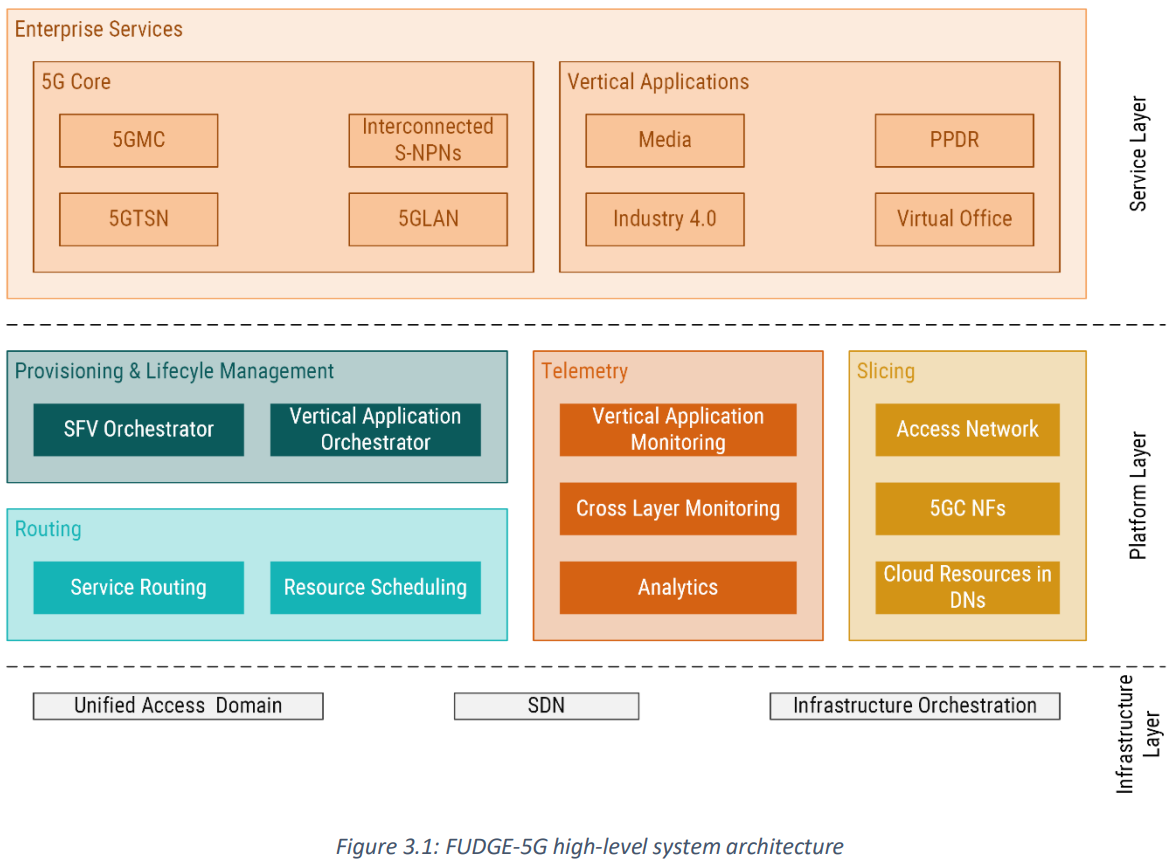 Enterprise Services
5G Core
5GMC
Interconnected
S-NPNs
5GTSN
5GLAN
Vertical Applications
Media
PPDR
Industry 4.0
Virtual Office
Service Layer
Provisioning & Lifecyle Management
SFV Orchestrator
Vertical Application
Orchestrator
Routing
Service Routing
Resource Scheduling
Telemetry
Vertical Application
Monitoring
Cross Layer Monitoring
Analytics
Slicing
Access Network
5GC NFs
Cloud Resources in
DNs
Platform Layer
Unified Access Domain
SDN
Infrastructure Orchestration
Infrastructure
Layer
Figure 3.1: FUDGE-5G high-level system architecture